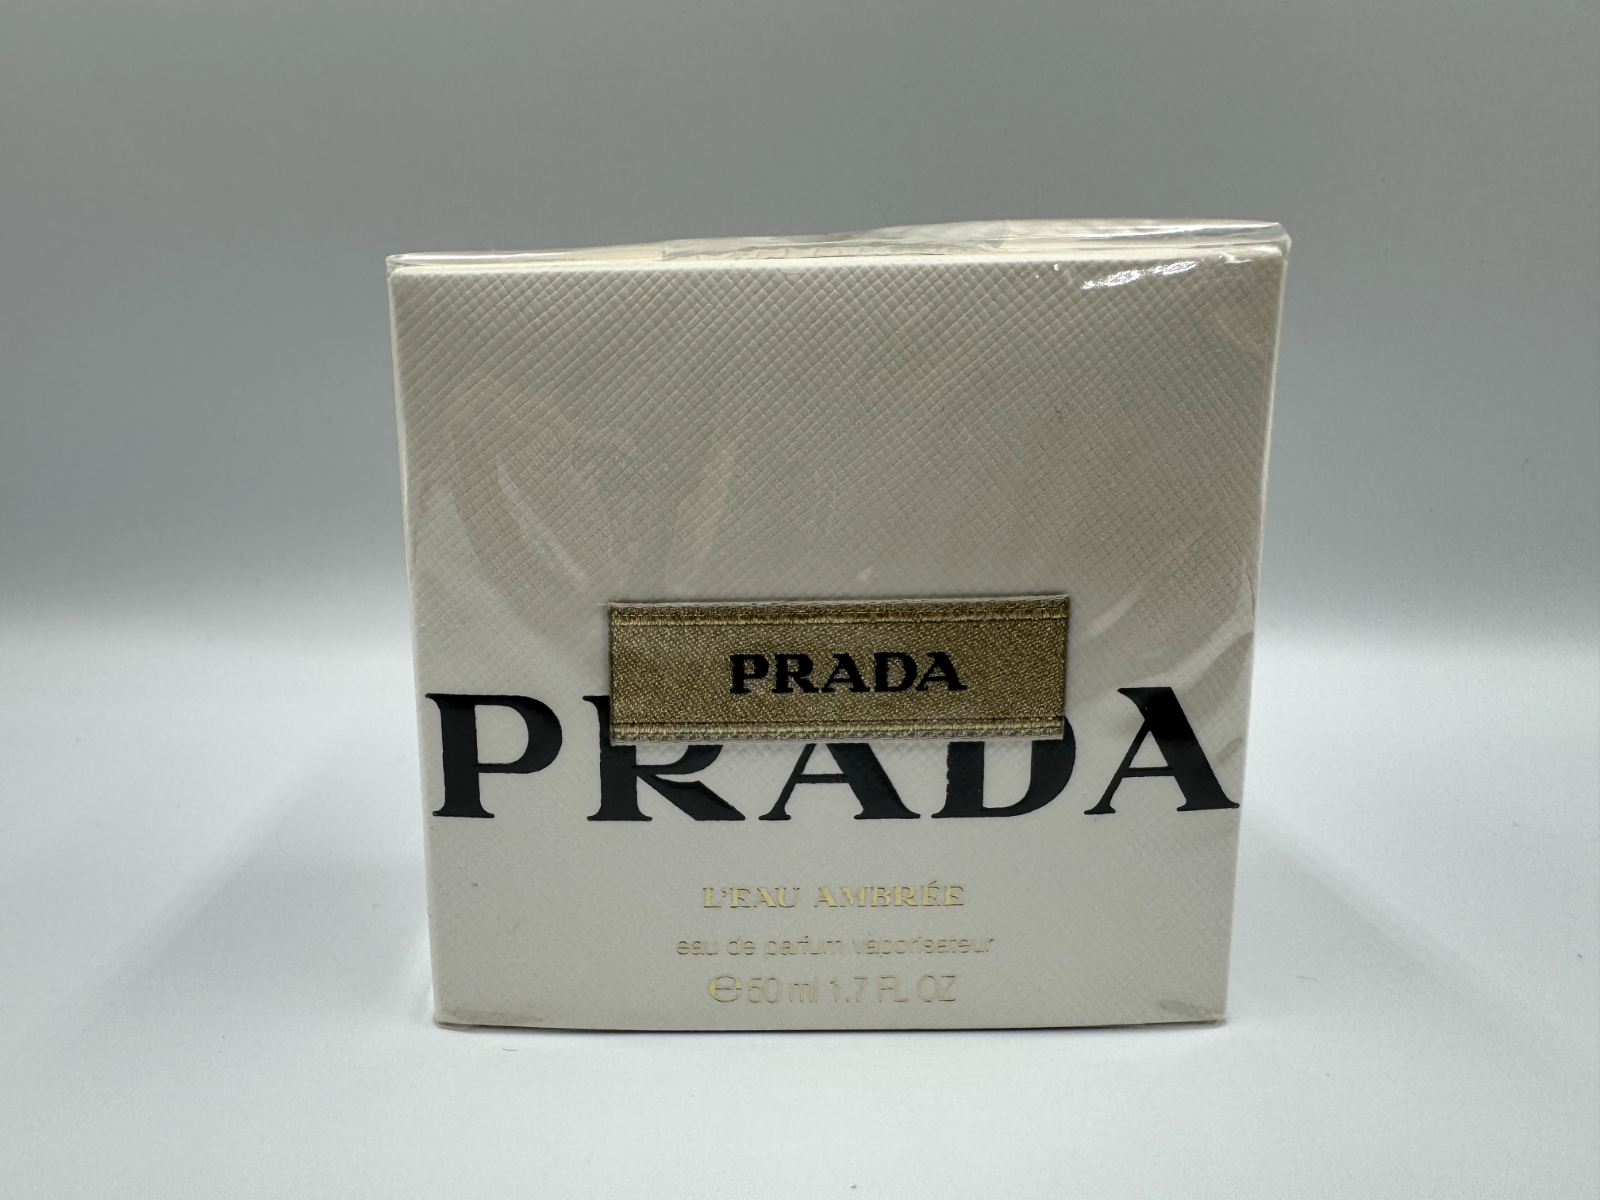 PRADA
PRADA
L'EAU AMBRÉE
eau de parfum vaporisateur
℮50 ml 1.7 FL OZ